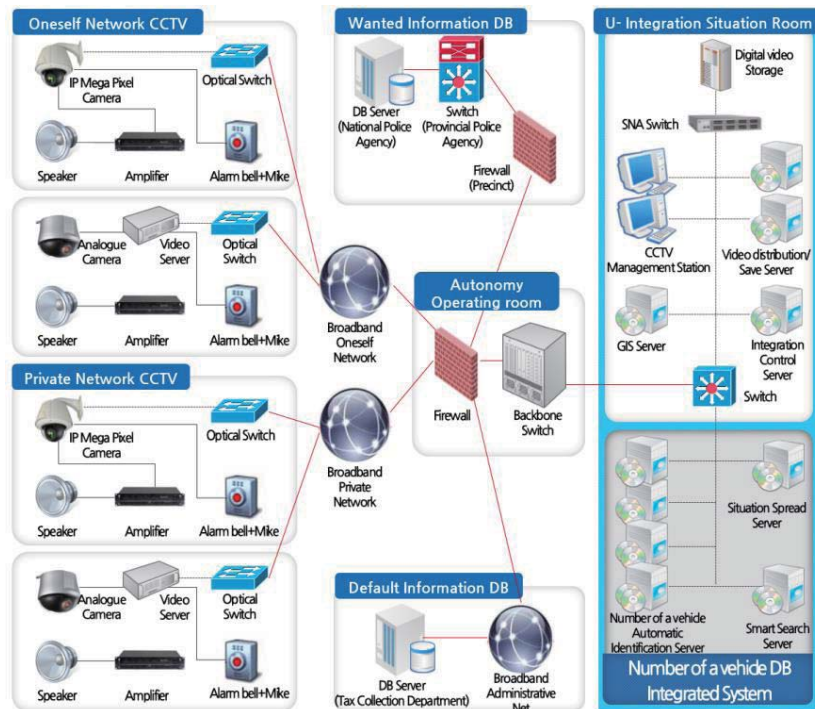 Oneself Network CCTV
Optical Switch
IP Mega Pixel
Camera
Speaker
Amplifier
Alarm bell+Mike
Analogue
Camera
Video
Server
Optical
Switch
Speaker
Amplifier
Alarm bell+Mike
Private Network CCTV
Optical Switch
IP Mega Pixel
Camera
Speaker
Amplifier
Alarm bell+Mike
Analogue
Camera
Video
Server
Optical
Switch
Speaker
Amplifier
Alarm bell+Mike
Wanted Information DB
DB Server
(National Police
Agency)
Switch
(Provincial Police
Agency)
Firewall
(Precinct)
Broadband
Oneself
Network
Broadband
Private
Network
Autonomy
Operating room
Firewall
Backbone
Switch
Default Information DB
DB Server
(Tax Collection Department)
Broadband
Administrative
Net
U- Integration Situation Room
Digital video
Storage
SNA Switch
CCTV
Management Station
Video distribution/
Save Server
GIS Server
Integration
Control
Server
Switch
Situation Spread
Server
Number of a vehicle
Automatic
Identification Server
Smart Search
Server
Number of a vehicle DB
Integrated System